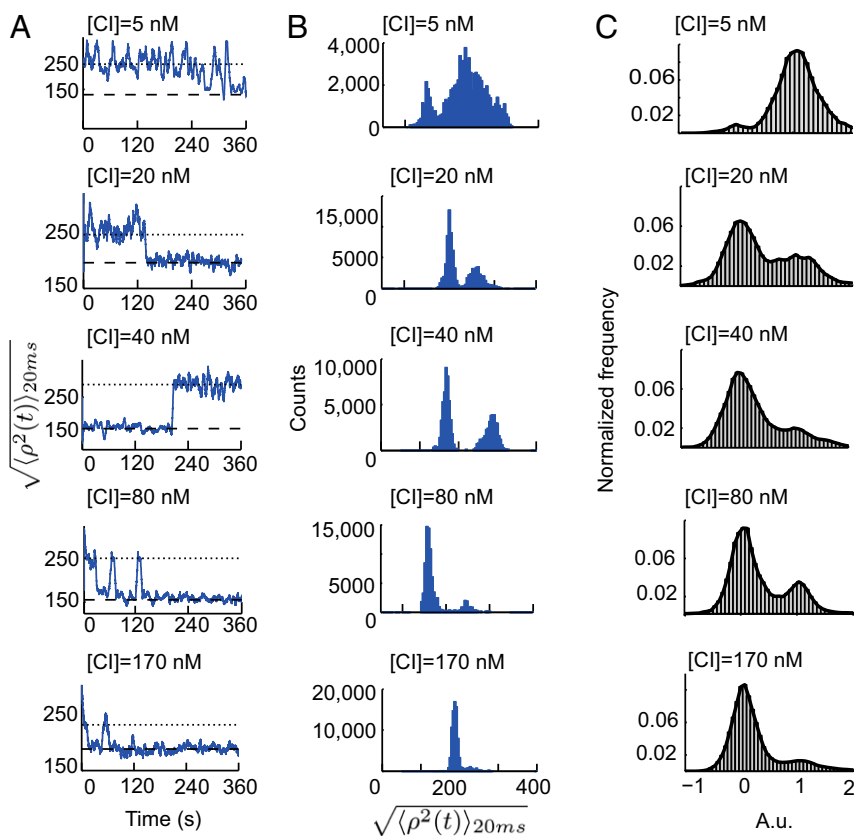 A
[CI]=5 nM
250
150
0 120 240 360
[CI]=20 nM
250
150
0 120 240 360
[CI]=40 nM
250
150
0 120 240 360
[CI]=80 nM
250
150
0 120 240 360
[CI]=170 nM
250
150
0 120 240 360
Time (s)
√⟨ρ²(t)⟩20ms
B
[CI]=5 nM
4,000
2,000
0
[CI]=20 nM
15,000
5000
0
[CI]=40 nM
10,000
5,000
0
[CI]=80 nM
15,000
5000
0
[CI]=170 nM
20,000
10,000
0 200 400
√⟨ρ²(t)⟩20ms
Counts
C
[CI]=5 nM
0.06
0.02
[CI]=20 nM
0.06
0.02
[CI]=40 nM
0.06
0.02
[CI]=80 nM
0.06
0.02
[CI]=170 nM
0.06
0.02
−1 0 1 2
A.u.
Normalized frequency